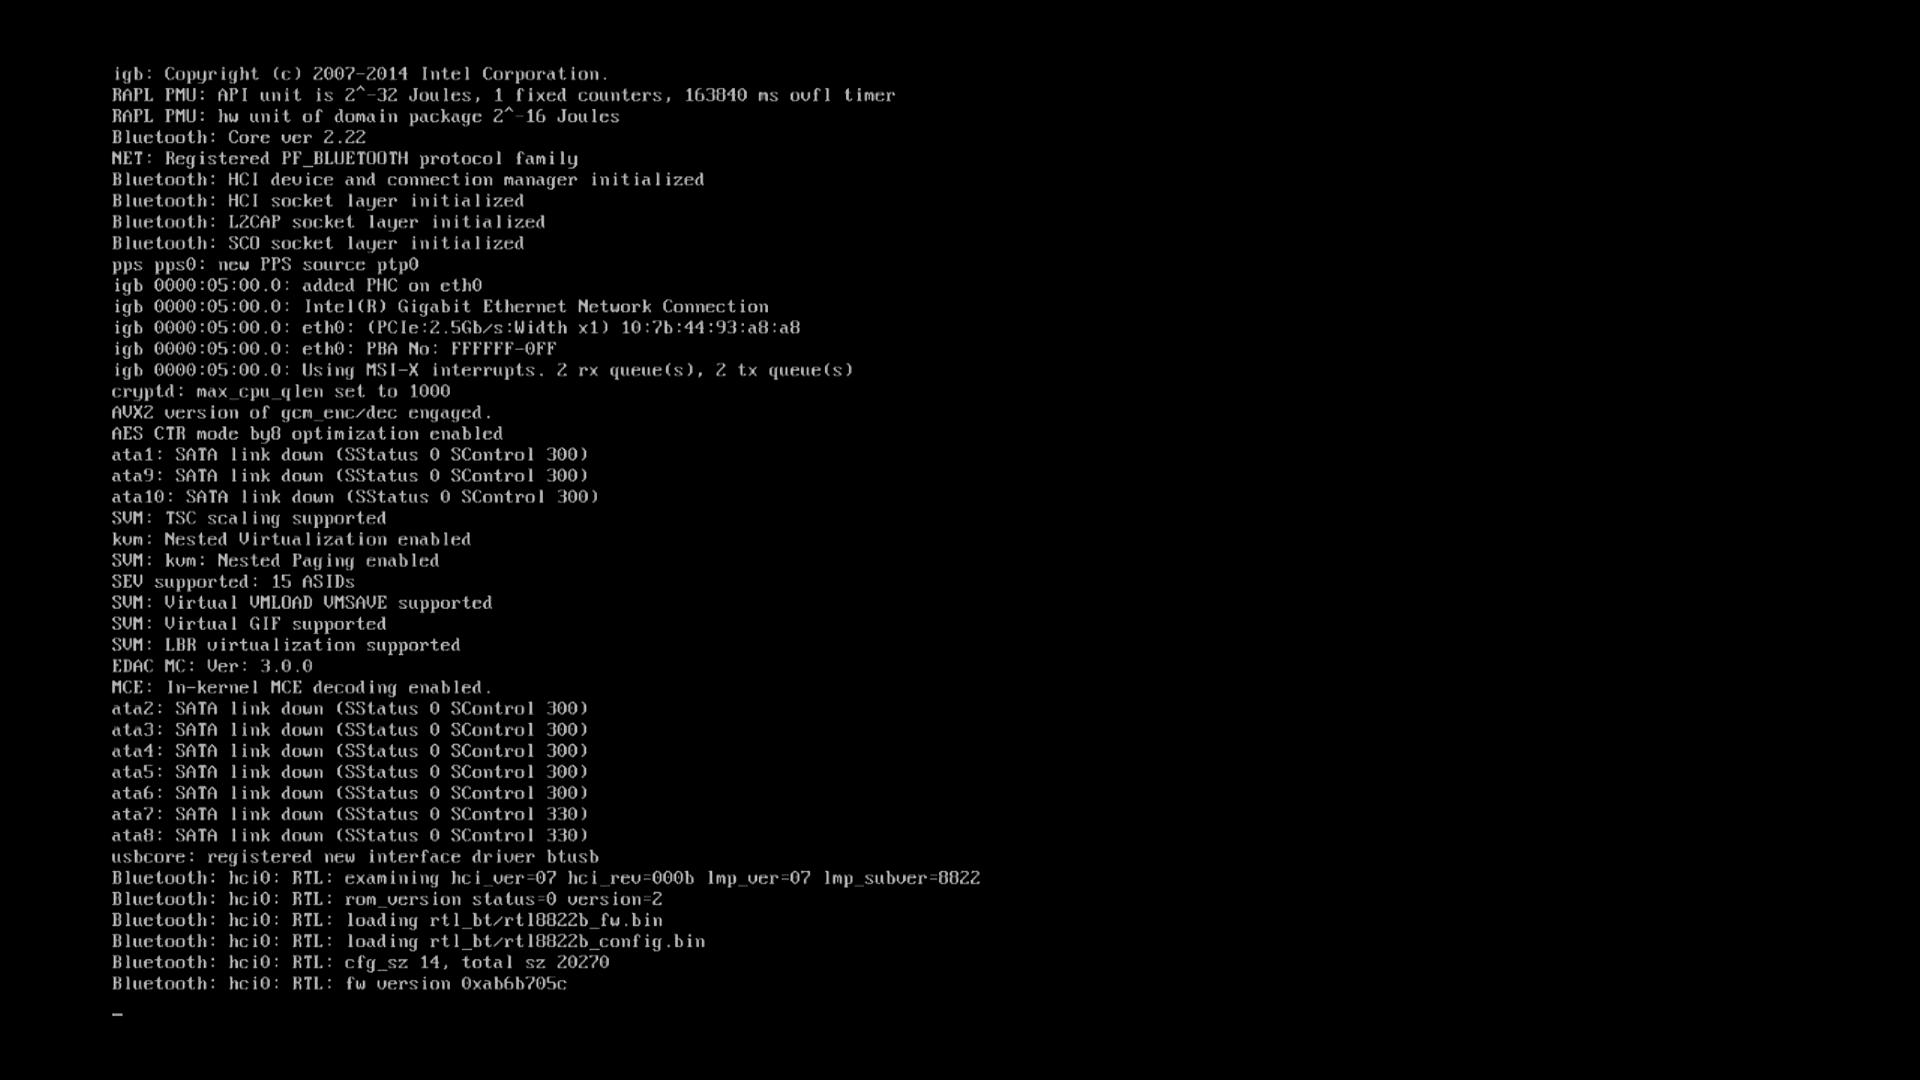 igb: Copyright (c) 2007-2014 Intel Corporation.
RAPL PMU: API unit is 2^-32 Joules, 1 fixed counters, 163840 ms ovfl timer
RAPL PMU: hw unit of domain package 2^-16 Joules
Bluetooth: Core ver 2.22
NET: Registered PF_BLUETOOTH protocol family
Bluetooth: HCI device and connection manager initialized
Bluetooth: HCI socket layer initialized
Bluetooth: L2CAP socket layer initialized
Bluetooth: SCO socket layer initialized
pps pps0: new PPS source ptp0
igb 0000:05:00.0: added PHC on eth0
igb 0000:05:00.0: Intel(R) Gigabit Ethernet Network Connection
igb 0000:05:00.0: eth0: (PCIe:2.5Gb/s:Width x1) 10:7b:44:93:a8:a8
igb 0000:05:00.0: eth0: PBA No: FFFFFF-0FF
igb 0000:05:00.0: Using MSI-X interrupts. 2 rx queue(s), 2 tx queue(s)
cryptd: max_cpu_qlen set to 1000
AVX2 version of gcm_enc/dec engaged.
AES CTR mode by8 optimization enabled
ata1: SATA link down (SStatus 0 SControl 300)
ata9: SATA link down (SStatus 0 SControl 300)
ata10: SATA link down (SStatus 0 SControl 300)
SVM: TSC scaling supported
kvm: Nested Virtualization enabled
SVM: kvm: Nested Paging enabled
SEV supported: 15 ASIDs
SVM: Virtual VMLOAD VMSAVE supported
SVM: Virtual GIF supported
SVM: LBR virtualization supported
EDAC MC: Ver: 3.0.0
MCE: In-kernel MCE decoding enabled.
ata2: SATA link down (SStatus 0 SControl 300)
ata3: SATA link down (SStatus 0 SControl 300)
ata4: SATA link down (SStatus 0 SControl 300)
ata5: SATA link down (SStatus 0 SControl 300)
ata6: SATA link down (SStatus 0 SControl 300)
ata7: SATA link down (SStatus 0 SControl 330)
ata8: SATA link down (SStatus 0 SControl 330)
usbcore: registered new interface driver btusb
Bluetooth: hci0: RTL: examining hci_ver=07 hci_rev=000b lmp_ver=07 lmp_subver=8822
Bluetooth: hci0: RTL: rom_version status=0 version=2
Bluetooth: hci0: RTL: loading rtl_bt/rtl8822b_fw.bin
Bluetooth: hci0: RTL: loading rtl_bt/rtl8822b_config.bin
Bluetooth: hci0: RTL: cfg_sz 14, total sz 20270
Bluetooth: hci0: RTL: fw version 0xab6b705c
_